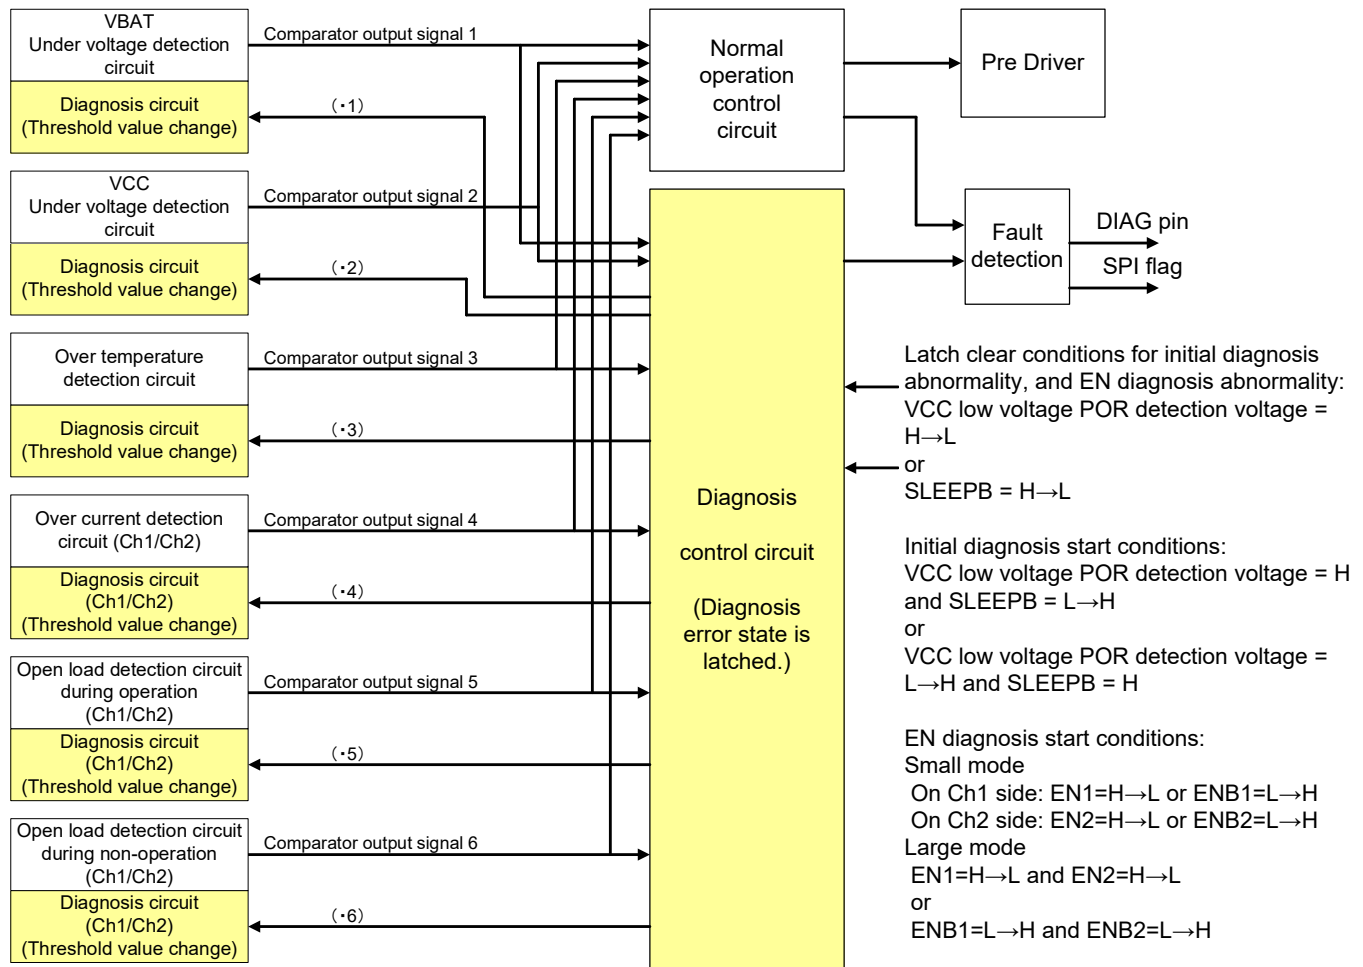 VBAT
Under voltage detection
circuit
Diagnosis circuit
(Threshold value change)
Comparator output signal 1
(・1)
VCC
Under voltage detection
circuit
Diagnosis circuit
(Threshold value change)
Comparator output signal 2
(・2)
Over temperature
detection circuit
Diagnosis circuit
(Threshold value change)
Comparator output signal 3
(・3)
Over current detection
circuit (Ch1/Ch2)
Diagnosis circuit
(Ch1/Ch2)
(Threshold value change)
Comparator output signal 4
(・4)
Open load detection circuit
during operation
(Ch1/Ch2)
Diagnosis circuit
(Ch1/Ch2)
(Threshold value change)
Comparator output signal 5
(・5)
Open load detection circuit
during non-operation
(Ch1/Ch2)
Diagnosis circuit
(Ch1/Ch2)
(Threshold value change)
Comparator output signal 6
(・6)
Normal
operation
control
circuit
Diagnosis
control circuit
(Diagnosis
error state is
latched.)
Pre Driver
Fault
detection
DIAG pin
SPI flag
Latch clear conditions for initial diagnosis
abnormality, and EN diagnosis abnormality:
VCC low voltage POR detection voltage =
H→L
or
SLEEPB = H→L
Initial diagnosis start conditions:
VCC low voltage POR detection voltage = H
and SLEEPB = L→H
or
VCC low voltage POR detection voltage =
L→H and SLEEPB = H
EN diagnosis start conditions:
Small mode
On Ch1 side: EN1=H→L or ENB1=L→H
On Ch2 side: EN2=H→L or ENB2=L→H
Large mode
EN1=H→L and EN2=H→L
or
ENB1=L→H and ENB2=L→H